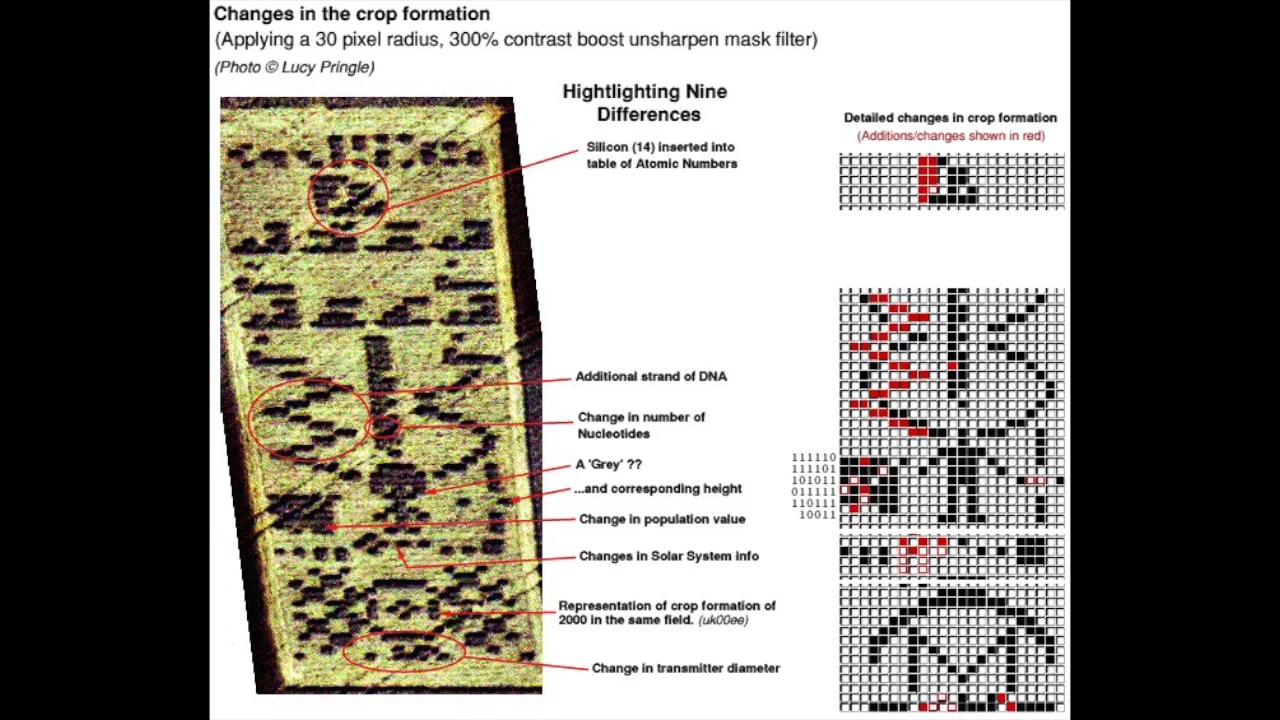 Changes in the crop formation
(Applying a 30 pixel radius, 300% contrast boost unsharpen mask filter)
(Photo © Lucy Pringle)
Hightlighting Nine
Differences
Silicon (14) inserted into
table of Atomic Numbers
Additional strand of DNA
Change in number of
Nucleotides
A 'Grey' ??
...and corresponding height
Change in population value
Changes in Solar System info
Representation of crop formation of
2000 in the same field. (uk00ee)
Change in transmitter diameter
Detailed changes in crop formation
(Additions/changes shown in red)
111110
111101
101011
011111
110111
10011